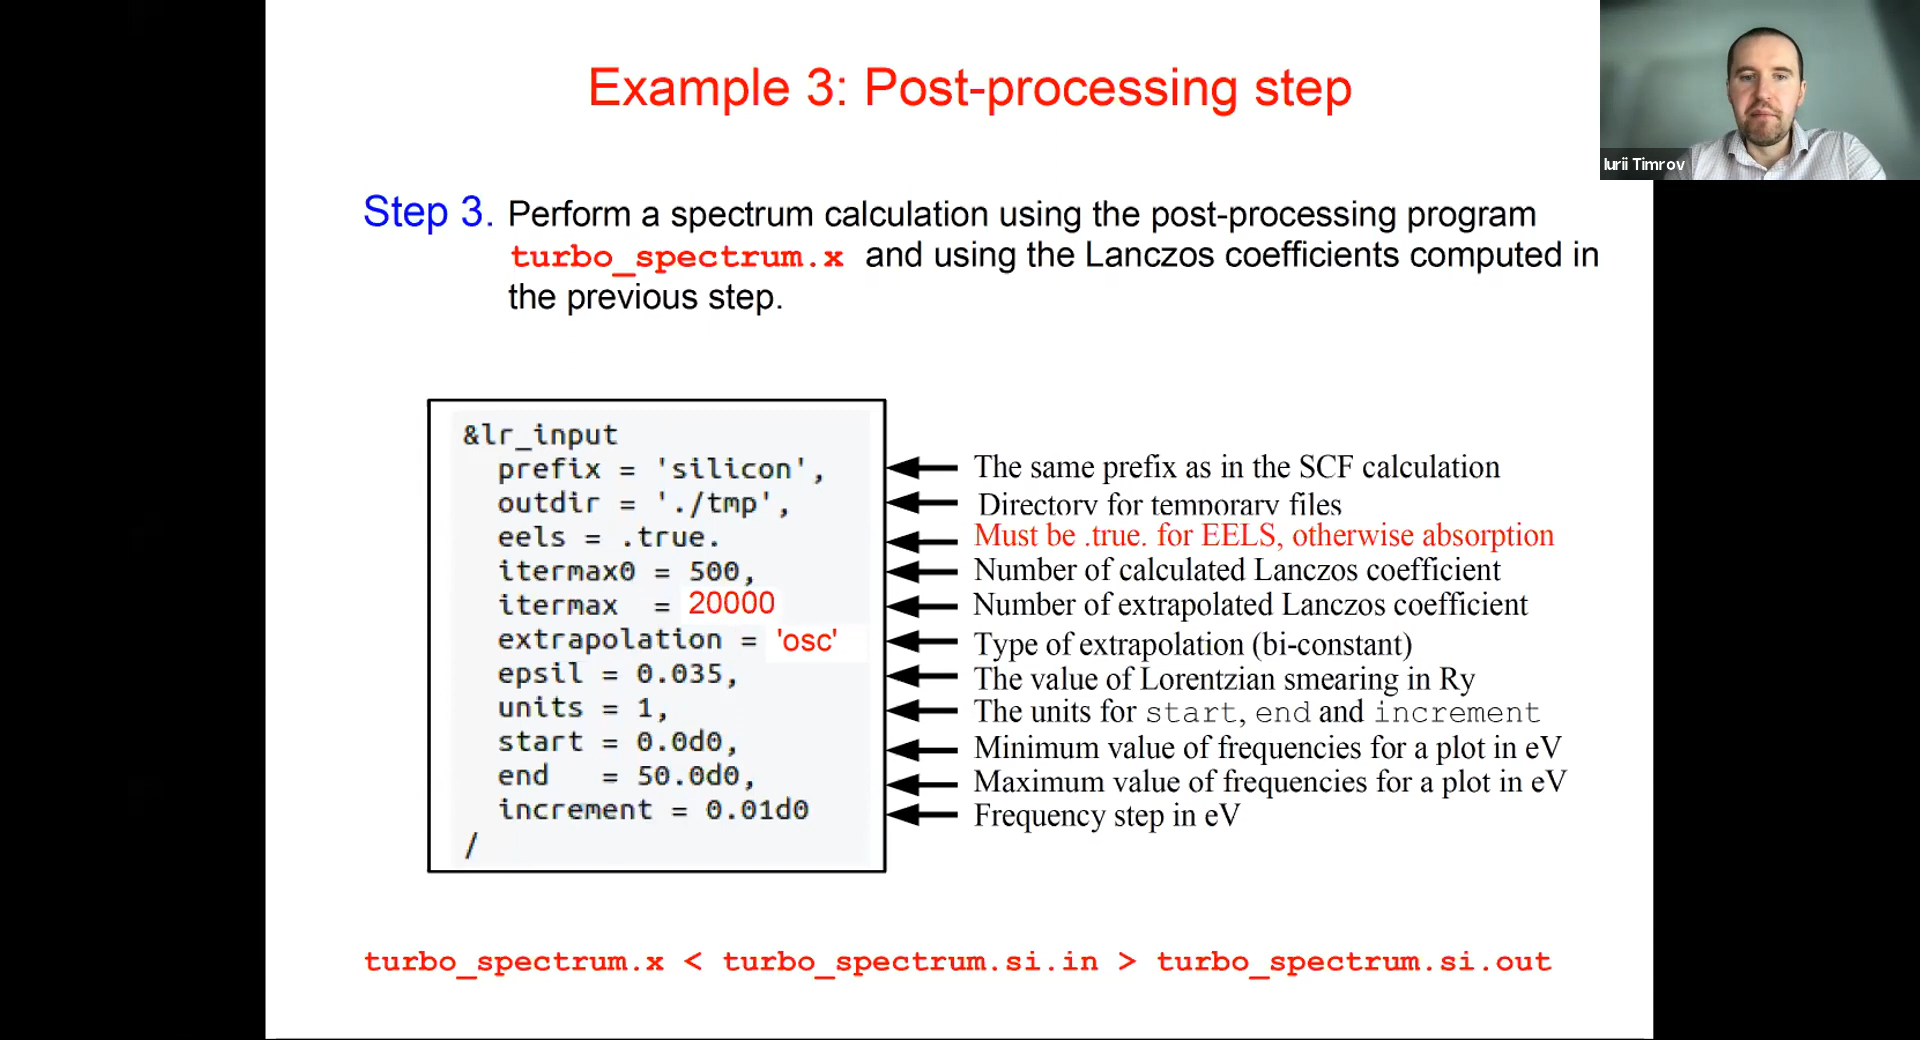 Example 3: Post-processing step
Iurii Timrov
Step 3. Perform a spectrum calculation using the post-processing program
turbo_spectrum.x and using the Lanczos coefficients computed in
the previous step.
&lr_input
prefix = 'silicon', The same prefix as in the SCF calculation
outdir = './tmp', Directory for temporary files
eels = .true. Must be .true. for EELS, otherwise absorption
itermax0 = 500, Number of calculated Lanczos coefficient
itermax = 20000 Number of extrapolated Lanczos coefficient
extrapolation = 'osc' Type of extrapolation (bi-constant)
epsil = 0.035, The value of Lorentzian smearing in Ry
units = 1, The units for start, end and increment
start = 0.0d0, Minimum value of frequencies for a plot in eV
end = 50.0d0, Maximum value of frequencies for a plot in eV
increment = 0.01d0 Frequency step in eV
/
turbo_spectrum.x < turbo_spectrum.si.in > turbo_spectrum.si.out